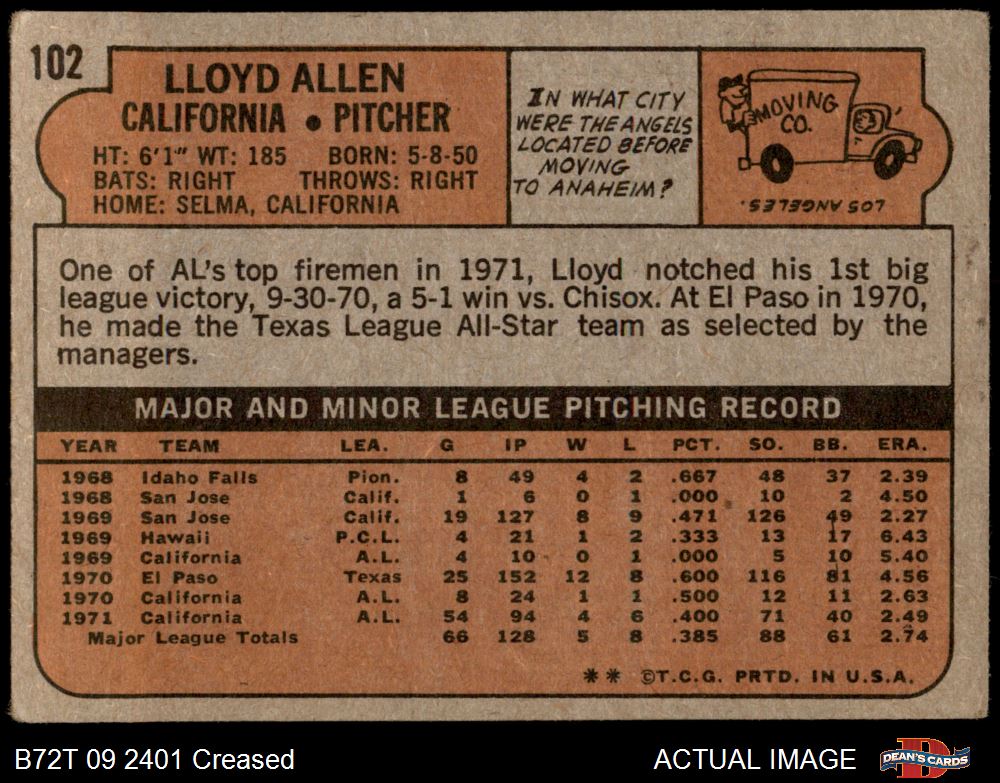 102
LLOYD ALLEN
CALIFORNIA • PITCHER
HT: 6'1" WT: 185 BORN: 5-8-50
BATS: RIGHT THROWS: RIGHT
HOME: SELMA, CALIFORNIA
IN WHAT CITY
WERE THE ANGELS
LOCATED BEFORE
MOVING
TO ANAHEIM?
MOVING
CO.
LOS ANGELES.
One of AL's top firemen in 1971, Lloyd notched his 1st big
league victory, 9-30-70, a 5-1 win vs. Chisox. At El Paso in 1970,
he made the Texas League All-Star team as selected by the
managers.
MAJOR AND MINOR LEAGUE PITCHING RECORD
YEAR TEAM LEA. G IP W L PCT. SO. BB. ERA.
1968 Idaho Falls Pion. 8 49 4 2 .667 48 37 2.39
1968 San Jose Calif. 1 6 0 1 .000 10 2 4.50
1969 San Jose Calif. 19 127 8 9 .471 126 49 2.27
1969 Hawaii P.C.L. 4 21 1 2 .333 13 17 6.43
1969 California A.L. 4 10 0 1 .000 5 10 5.40
1970 El Paso Texas 25 152 12 8 .600 116 81 4.56
1970 California A.L. 8 24 1 1 .500 12 11 2.63
1971 California A.L. 54 94 4 6 .400 71 40 2.49
Major League Totals 66 128 5 8 .385 88 61 2.74
** ©T.C.G. PRTD. IN U.S.A.
B72T 09 2401 Creased
ACTUAL IMAGE
D
DEAN'S CARDS